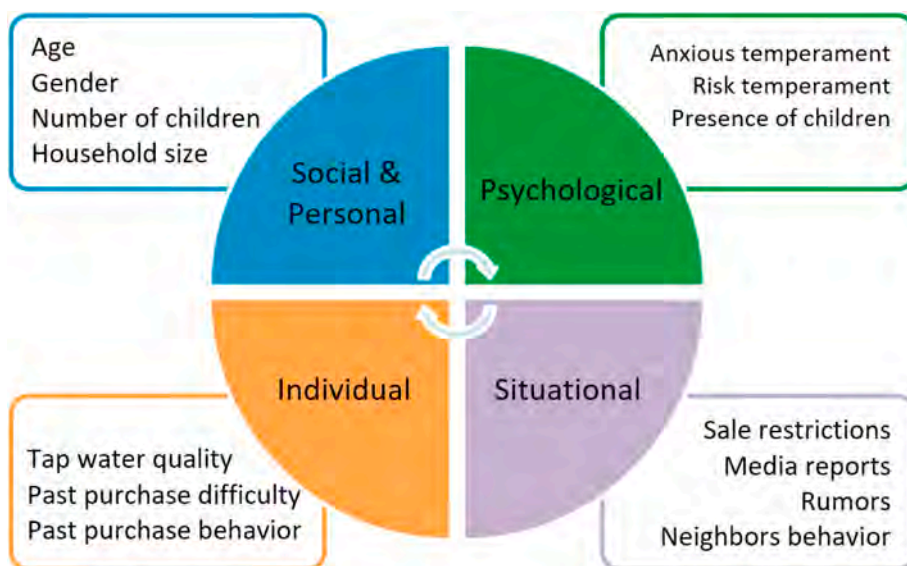 Age
Gender
Number of children
Household size
Anxious temperament
Risk temperament
Presence of children
Social &
Personal
Psychological
Individual
Situational
Tap water quality
Past purchase difficulty
Past purchase behavior
Sale restrictions
Media reports
Rumors
Neighbors behavior